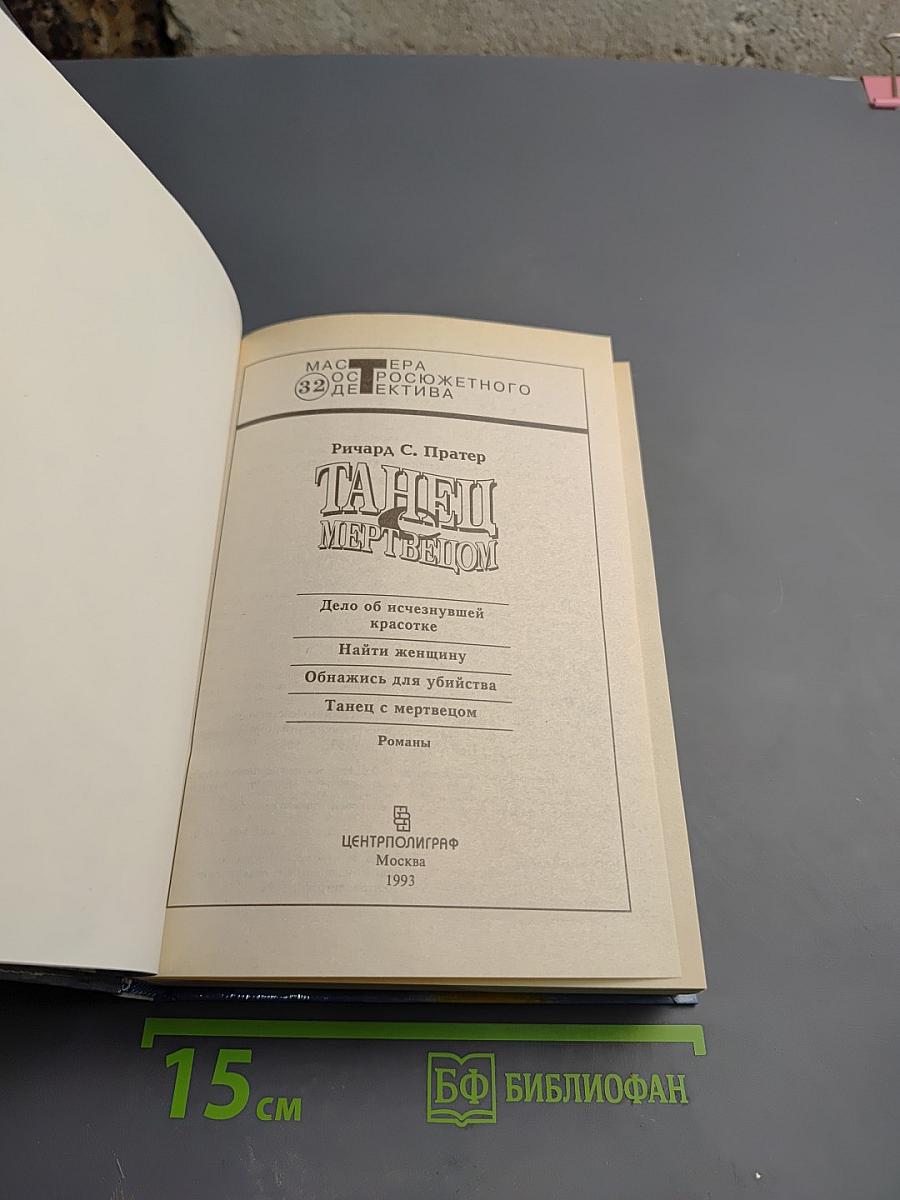 МАСТЕРА
32 ОСТРОСЮЖЕТНОГО
ДЕТЕКТИВА
Ричард С. Пратер
ТАНЕЦ
С
МЕРТВЕЦОМ
Дело об исчезнувшей
красотке
Найти женщину
Обнажись для убийства
Танец с мертвецом
Романы
ЦЕНТРПОЛИГРАФ
Москва
1993
15 см
БФ БИБЛИОФАН